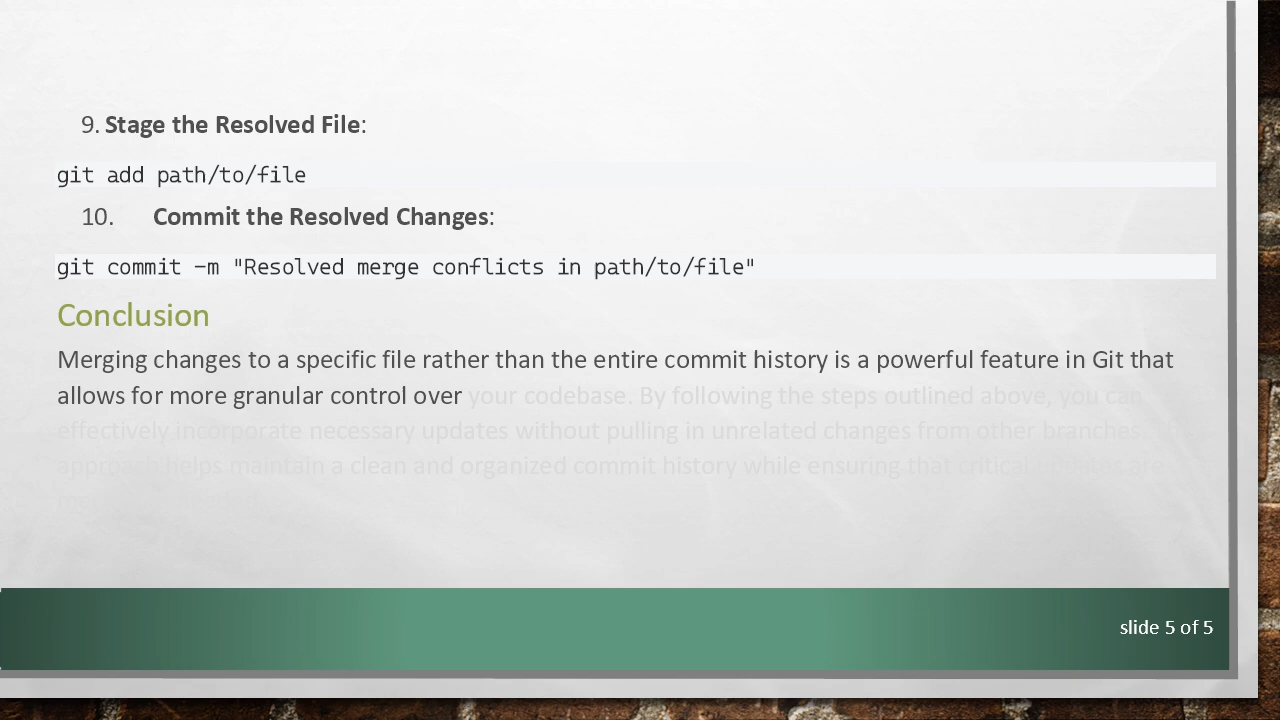 9. Stage the Resolved File:
git add path/to/file
10. Commit the Resolved Changes:
git commit -m "Resolved merge conflicts in path/to/file"
Conclusion
Merging changes to a specific file rather than the entire commit history is a powerful feature in Git that
allows for more granular control over your codebase. By following the steps outlined above, you can
effectively incorporate necessary updates without pulling in unrelated changes from other branches.
approach helps maintain a clean and organized commit history while ensuring that critical updates are
slide 5 of 5